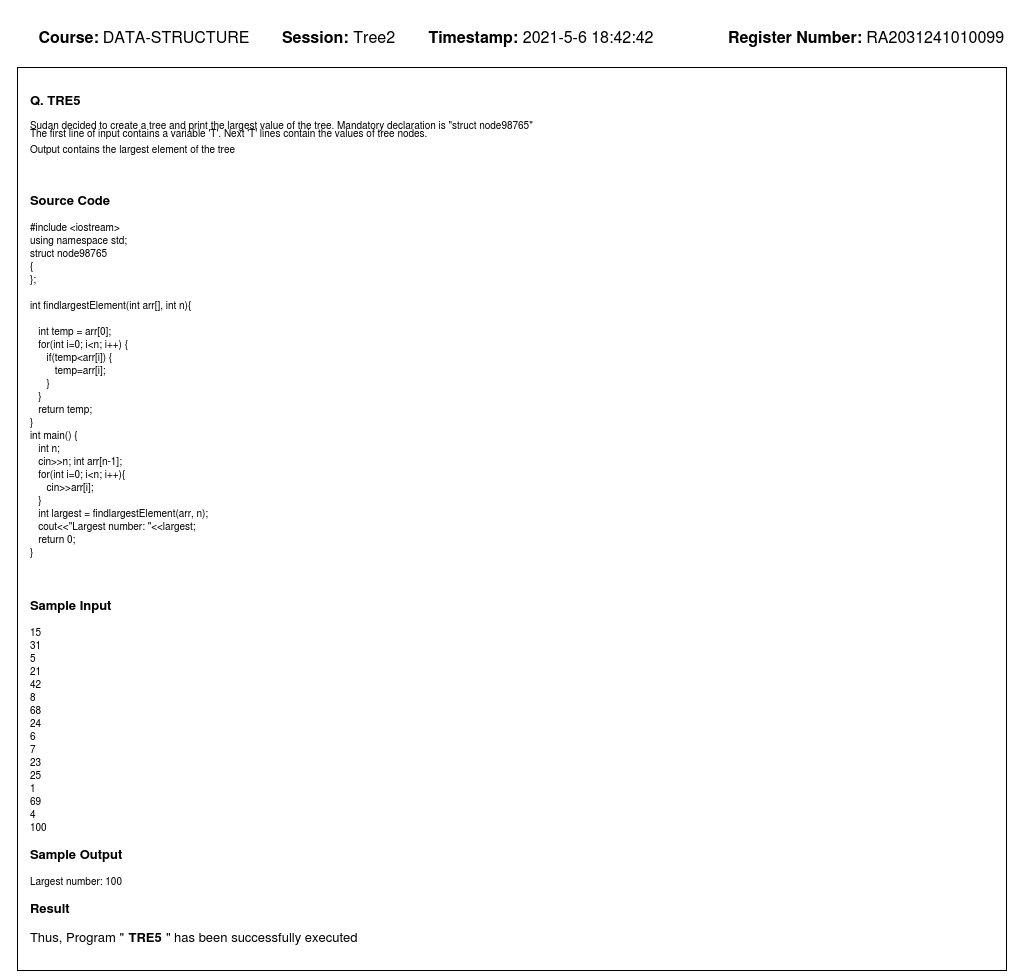 Course: DATA-STRUCTURE Session: Tree2 Timestamp: 2021-5-6 18:42:42 Register Number: RA2031241010099
Q. TRE5
Sudan decided to create a tree and print the largest value of the tree. Mandatory declaration is "struct node98765"
The first line of input contains a variable 'T'. Next 'T' lines contain the values of tree nodes.
Output contains the largest element of the tree
Source Code
#include <iostream>
using namespace std;
struct node98765
{
};
int findlargestElement(int arr[], int n){
int temp = arr[0];
for(int i=0; i<n; i++) {
if(temp<arr[i]) {
temp=arr[i];
}
}
return temp;
}
int main() {
int n;
cin>>n; int arr[n-1];
for(int i=0; i<n; i++){
cin>>arr[i];
}
int largest = findlargestElement(arr, n);
cout<<"Largest number: "<<largest;
return 0;
}
Sample Input
15
31
5
21
42
8
68
24
6
7
23
25
1
69
4
100
Sample Output
Largest number: 100
Result
Thus, Program " TRE5 " has been successfully executed